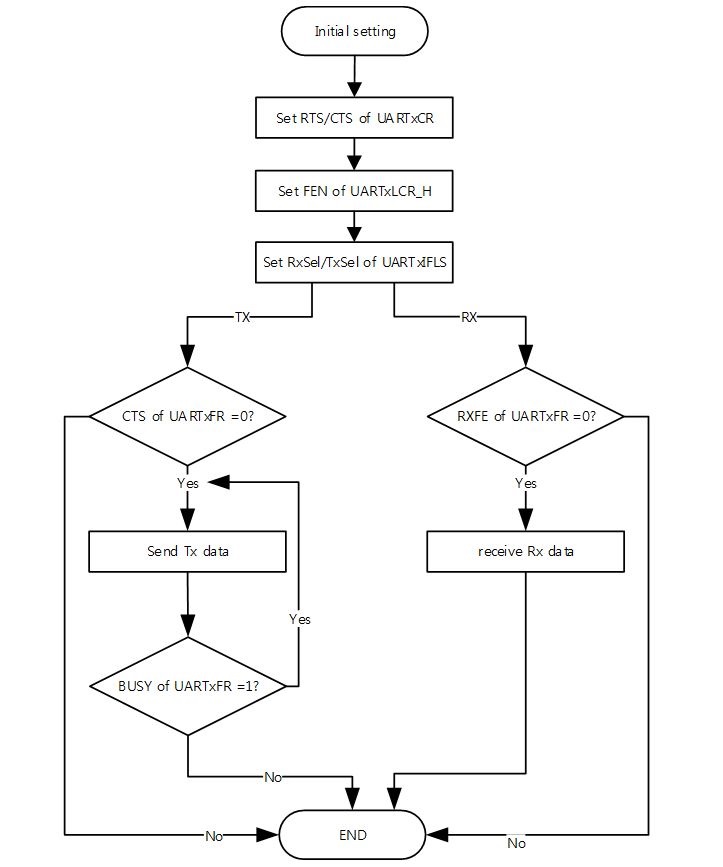 Initial setting
Set RTS/CTS of UARTxCR
Set FEN of UARTxLCR_H
Set RxSel/TxSel of UARTxIFLS
TX
RX
CTS of UARTxFR =0?
RXFE of UARTxFR =0?
Yes
Yes
Send Tx data
receive Rx data
Yes
BUSY of UARTxFR =1?
No
No
END
No